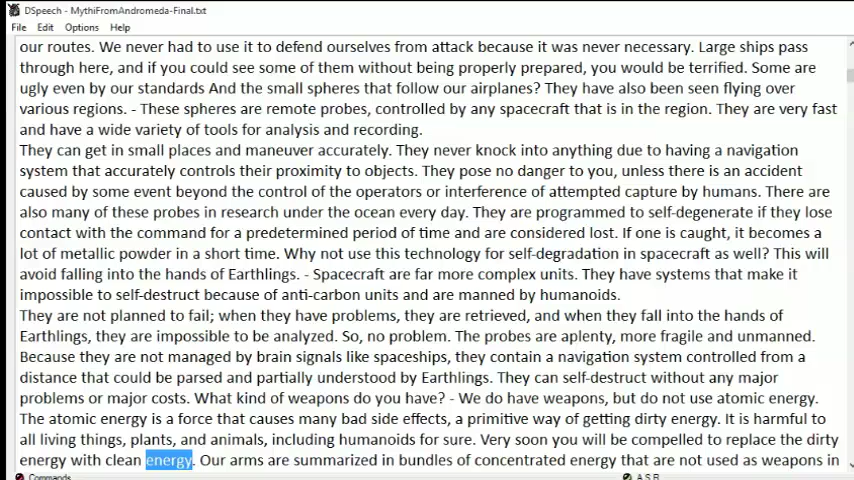 DSpeech - MythiFromAndromeda-Final.txt
File Edit Options Help
our routes. We never had to use it to defend ourselves from attack because it was never necessary. Large ships pass
through here, and if you could see some of them without being properly prepared, you would be terrified. Some are
ugly even by our standards And the small spheres that follow our airplanes? They have also been seen flying over
various regions. - These spheres are remote probes, controlled by any spacecraft that is in the region. They are very fast
and have a wide variety of tools for analysis and recording.
They can get in small places and maneuver accurately. They never knock into anything due to having a navigation
system that accurately controls their proximity to objects. They pose no danger to you, unless there is an accident
caused by some event beyond the control of the operators or interference of attempted capture by humans. There are
also many of these probes in research under the ocean every day. They are programmed to self-degenerate if they lose
contact with the command for a predetermined period of time and are considered lost. If one is caught, it becomes a
lot of metallic powder in a short time. Why not use this technology for self-degradation in spacecraft as well? This will
avoid falling into the hands of Earthlings. - Spacecraft are far more complex units. They have systems that make it
impossible to self-destruct because of anti-carbon units and are manned by humanoids.
They are not planned to fail; when they have problems, they are retrieved, and when they fall into the hands of
Earthlings, they are impossible to be analyzed. So, no problem. The probes are aplenty, more fragile and unmanned.
Because they are not managed by brain signals like spaceships, they contain a navigation system controlled from a
distance that could be parsed and partially understood by Earthlings. They can self-destruct without any major
problems or major costs. What kind of weapons do you have? - We do have weapons, but do not use atomic energy.
The atomic energy is a force that causes many bad side effects, a primitive way of getting dirty energy. It is harmful to
all living things, plants, and animals, including humanoids for sure. Very soon you will be compelled to replace the dirty
energy with clean energy. Our arms are summarized in bundles of concentrated energy that are not used as weapons in
Commands A.S.R